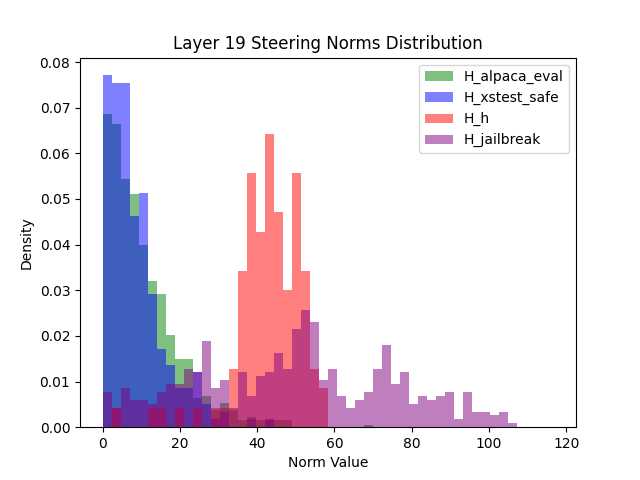 Layer 19 Steering Norms Distribution
H_alpaca_eval
H_xstest_safe
H_h
H_jailbreak
Density
0.08
0.07
0.06
0.05
0.04
0.03
0.02
0.01
0.00
0 20 40 60 80 100 120
Norm Value